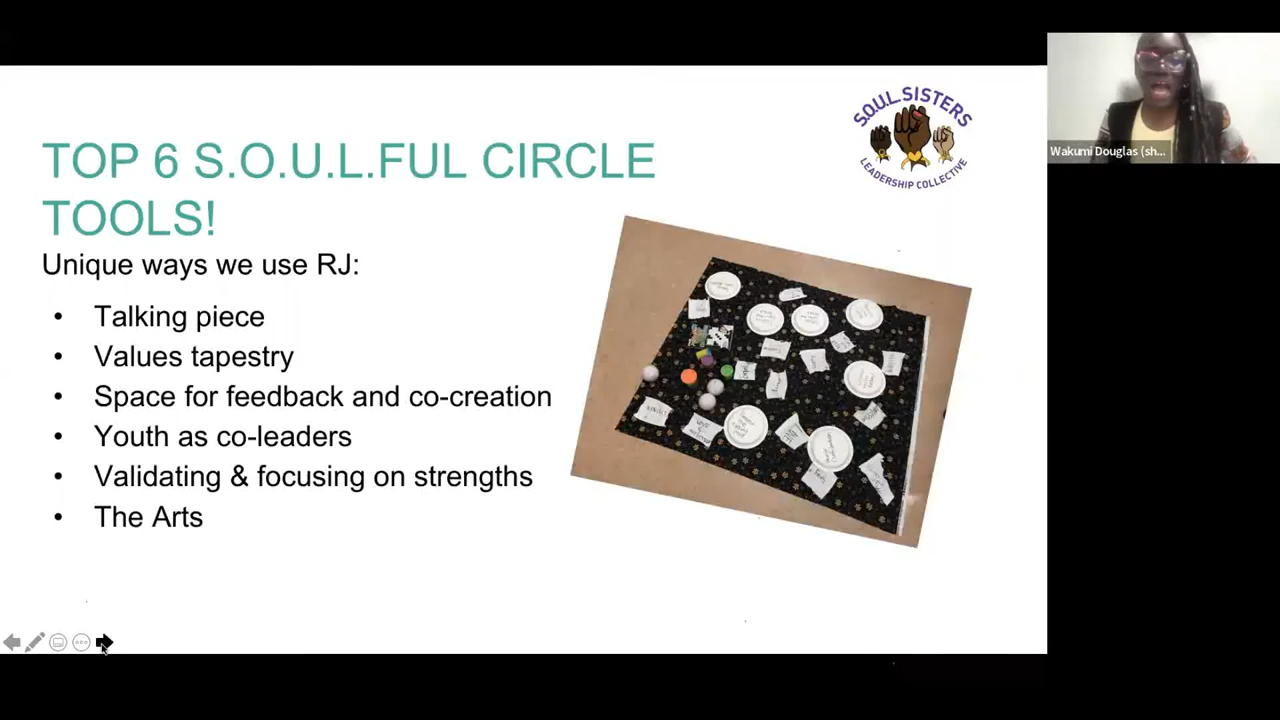 S.O.U.L. SISTERS
LEADERSHIP COLLECTIVE
TOP 6 S.O.U.L.FUL CIRCLE
TOOLS!
Unique ways we use RJ:
• Talking piece
• Values tapestry
• Space for feedback and co-creation
• Youth as co-leaders
• Validating & focusing on strengths
• The Arts
Wakumi Douglas (sh...